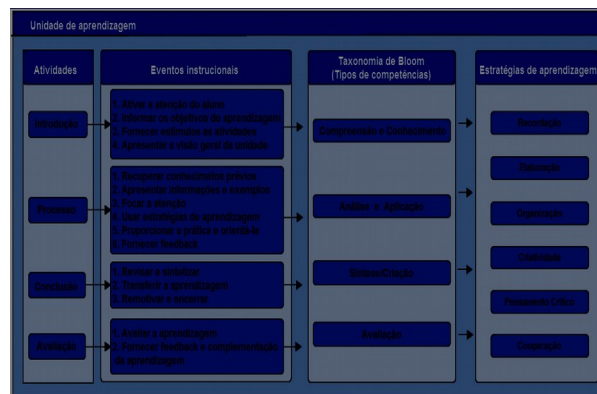 Unidade de aprendizagem
Atividades
Eventos instrucionais
Taxonomia de Bloom
(Tipos de competências)
Estratégias de aprendizagem
Introdução
1. Ativar a atenção do aluno
2. Informar os objetivos de aprendizagem
3. Fornecer estímulos as atividades
4. Apresentar a visão geral da unidade
Compreensão e Conhecimento
Processo
1. Recuperar conhecimentos prévios
2. Apresentar informações e exemplos
3. Focar a atenção
4. Usar estratégias de aprendizagem
5. Proporcionar a prática e orientá-la
6. Fornecer feedback
Análise e Aplicação
Conclusão
1. Revisar e sintetizar
2. Transferir a aprendizagem
3. Remotivar e encerrar
Síntese/Criação
Avaliação
1. Avaliar a aprendizagem
2. Fornecer feedback e complementação
da aprendizagem
Avaliação
Recordação
Elaboração
Organização
Criatividade
Pensamento Crítico
Cooperação